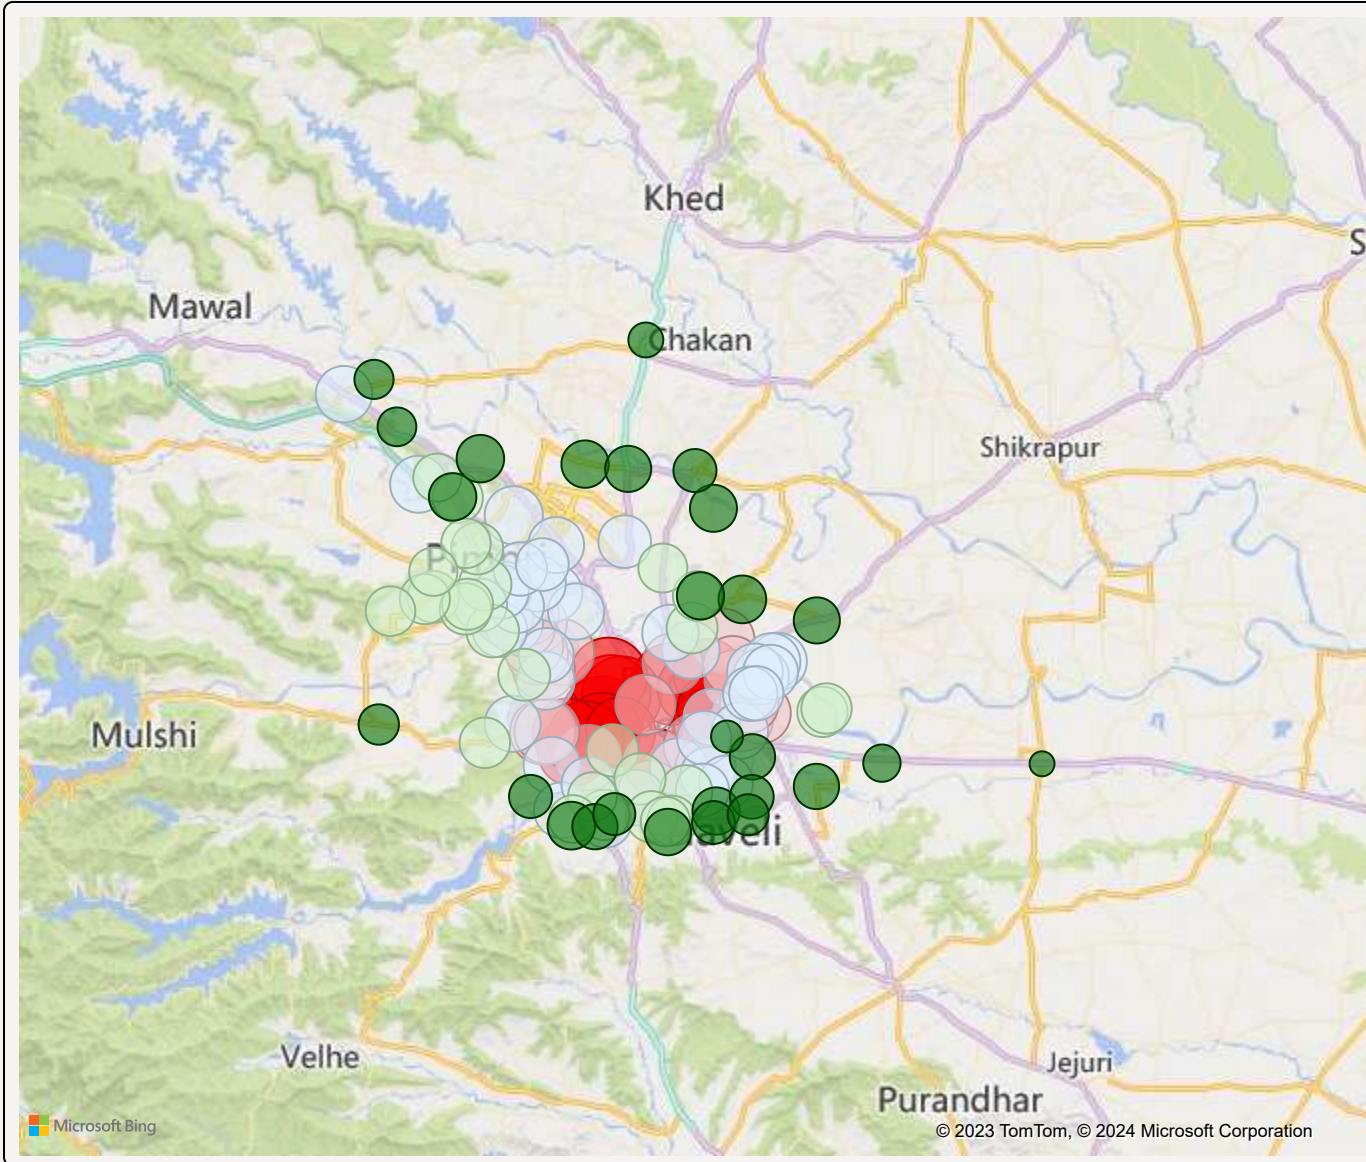 Khed
S
Mawal
Chakan
Shikrapur
Mulshi
Velhe
Jejuri
Purandhar
Microsoft Bing
© 2023 TomTom, © 2024 Microsoft Corporation